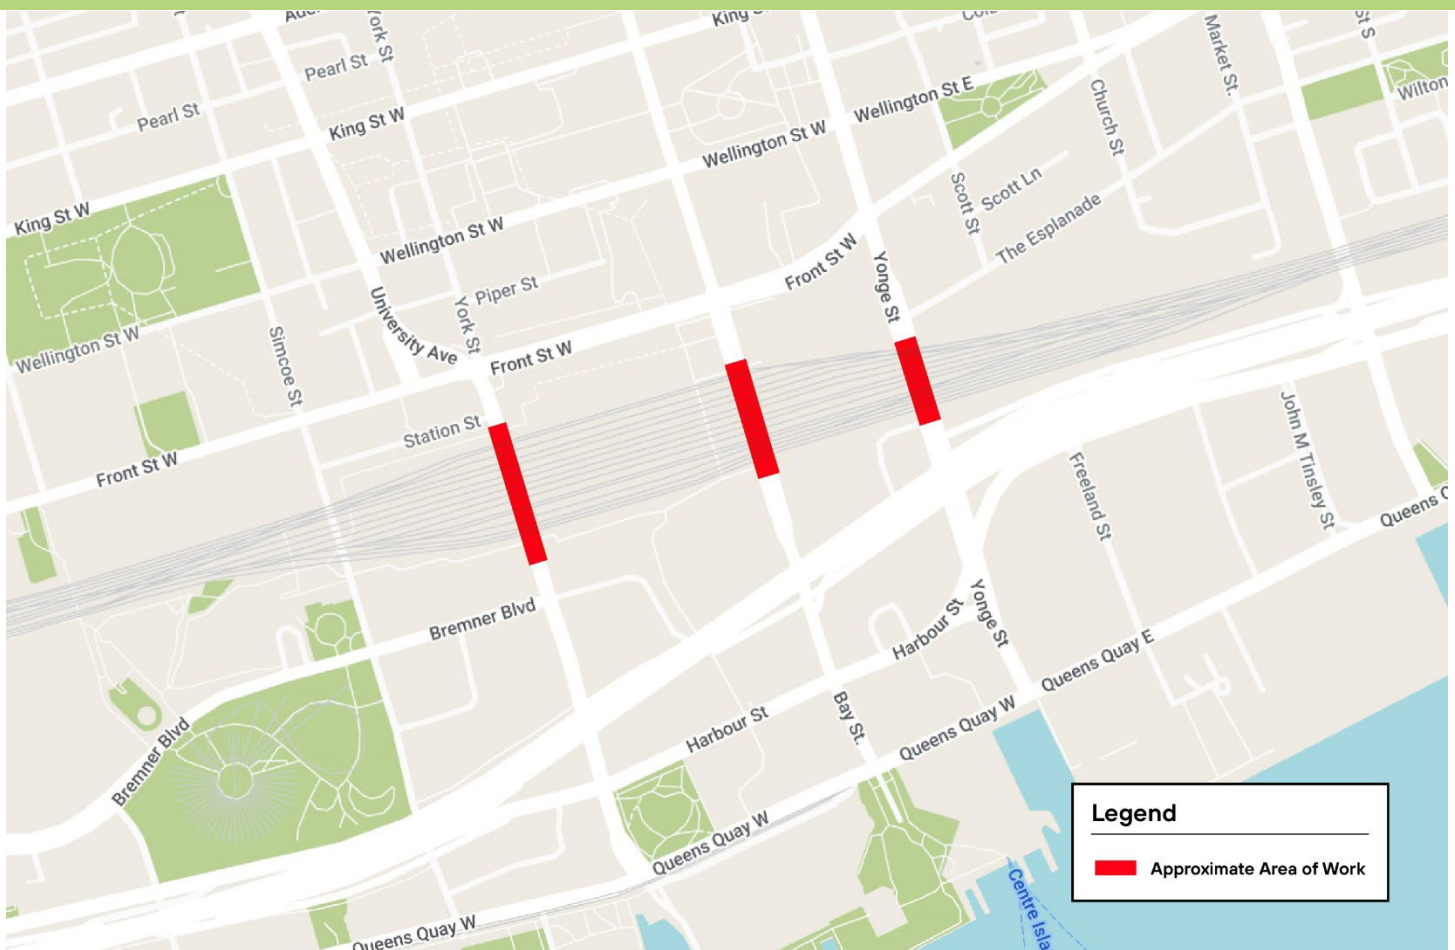 York St
King S
Pearl St
Pearl St
King St W
Market St.
Wellington St E
Church St
Wilton
Wellington St W
Scott Ln
Scott St
King St W
Wellington St W
The Esplanade
Front St W
Yonge St
Piper St
University Ave
York St
Wellington St W
Simcoe St
Front St W
Station St
Front St W
John M Tinsley St
Freeland St
Queens Q
Bremner Blvd
Yonge St
Harbour St
Queens Quay E
Bay St.
Harbour St
Queens Quay W
Bremner Blvd
Queens Quay W
Queens Quay W
Legend
Approximate Area of Work
Centre Isla